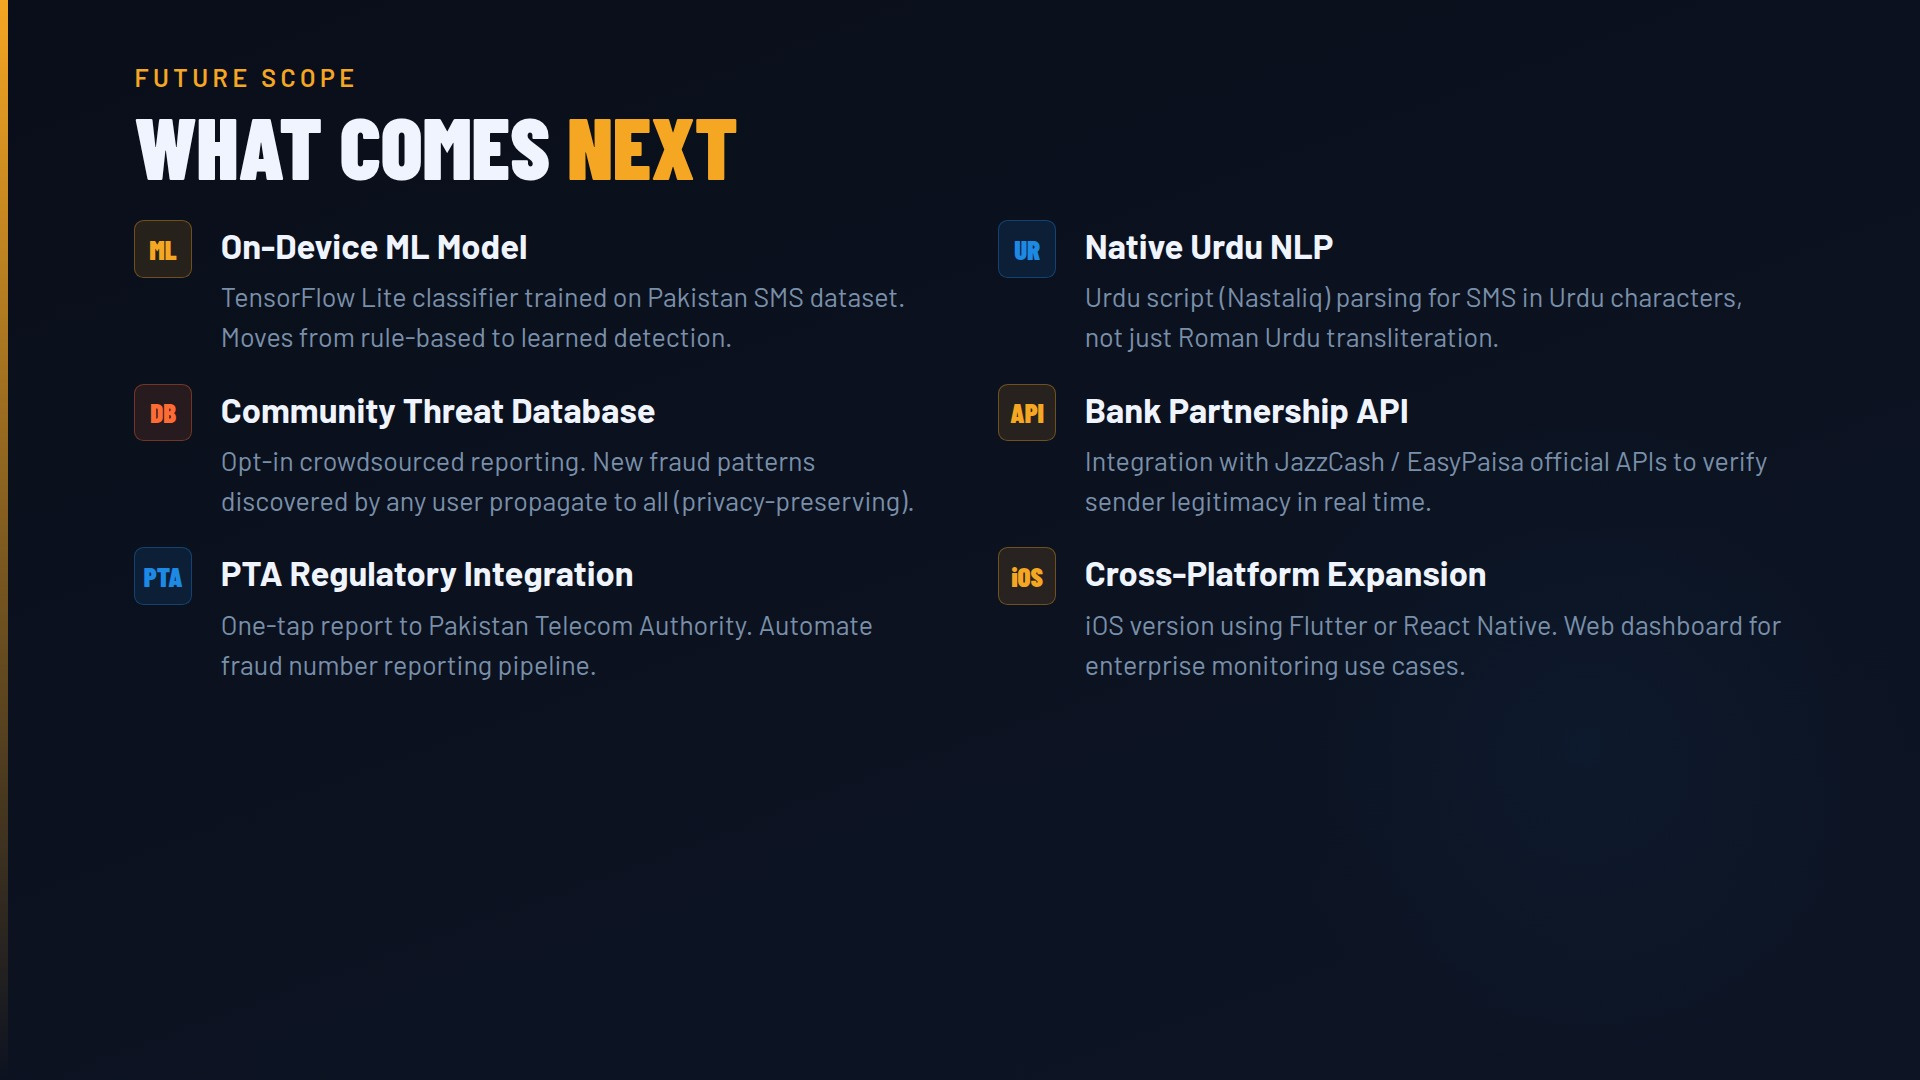 FUTURE SCOPE
WHAT COMES NEXT
ML
On-Device ML Model
TensorFlow Lite classifier trained on Pakistan SMS dataset.
Moves from rule-based to learned detection.
UR
Native Urdu NLP
Urdu script (Nastaliq) parsing for SMS in Urdu characters,
not just Roman Urdu transliteration.
DB
Community Threat Database
Opt-in crowdsourced reporting. New fraud patterns
discovered by any user propagate to all (privacy-preserving).
API
Bank Partnership API
Integration with JazzCash / EasyPaisa official APIs to verify
sender legitimacy in real time.
PTA
PTA Regulatory Integration
One-tap report to Pakistan Telecom Authority. Automate
fraud number reporting pipeline.
iOS
Cross-Platform Expansion
iOS version using Flutter or React Native. Web dashboard for
enterprise monitoring use cases.